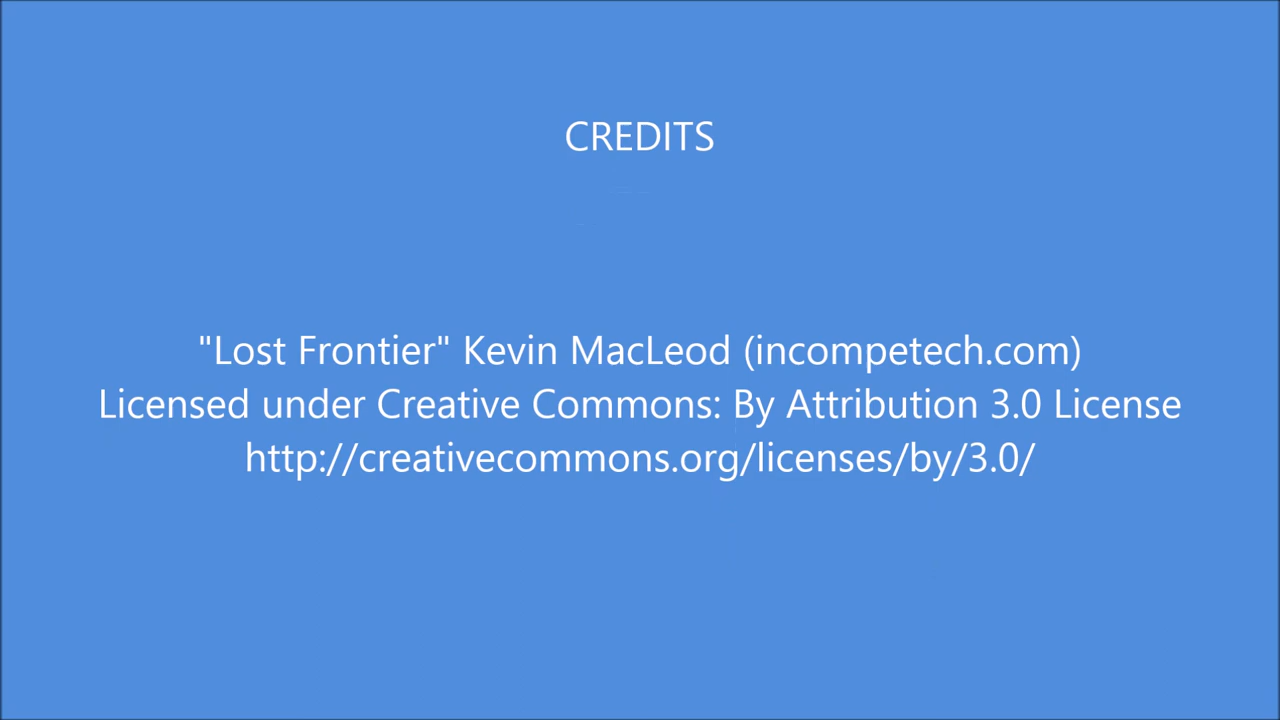 CREDITS
"Lost Frontier" Kevin MacLeod (incompetech.com)
Licensed under Creative Commons: By Attribution 3.0 License
http://creativecommons.org/licenses/by/3.0/